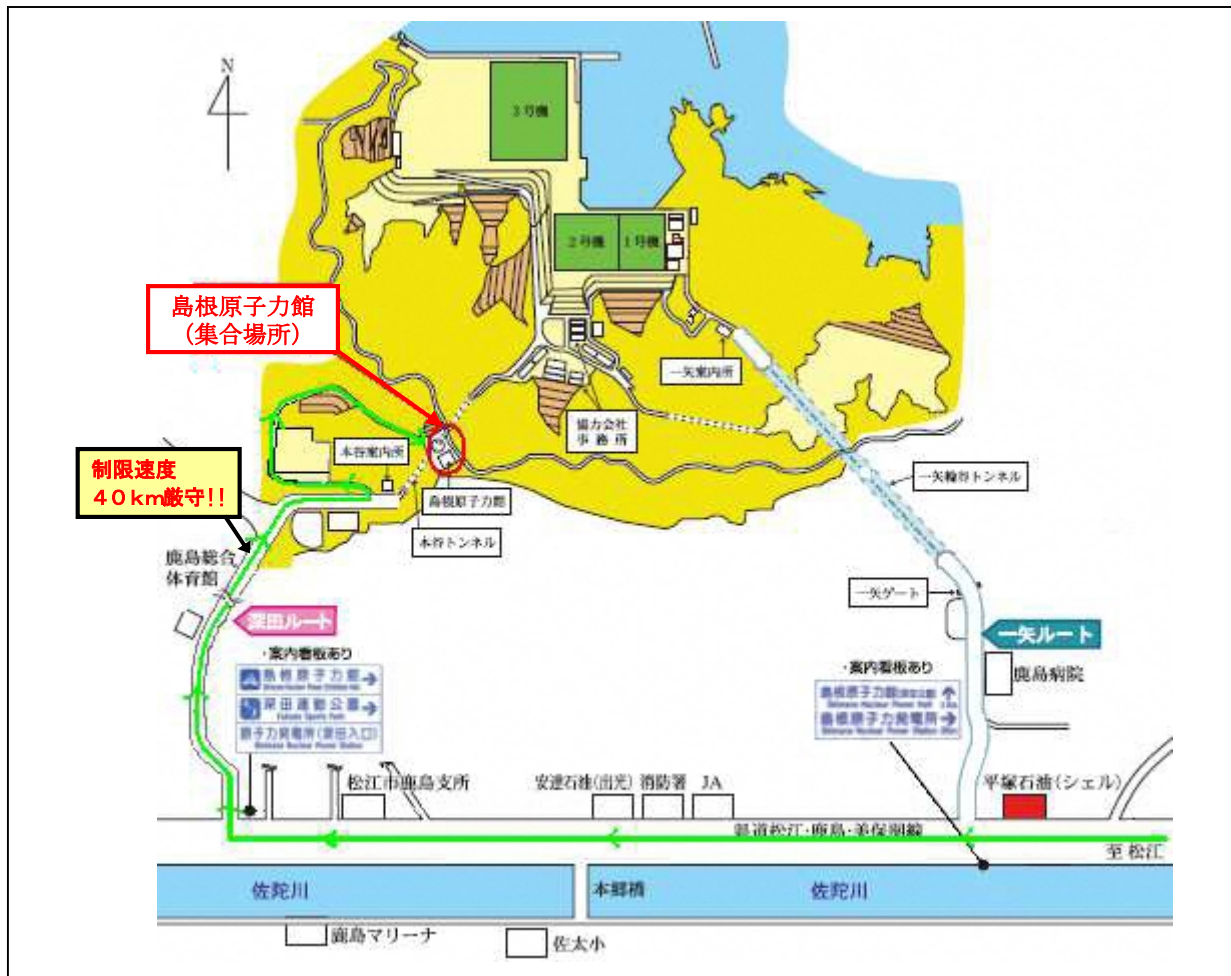 N
3号機
2号機
1号機
島根原子力館
(集合場所)
一矢案内所
協力会社
事務所
本谷案内所
制限速度
40km厳守!!
島根原子力館
一矢輪谷トンネル
本谷トンネル
鹿島総合
体育館
一矢ゲート
深田ルート
一矢ルート
・案内看板あり
島根原子力館→
深田運動公園→
原子力発電所(深田入口)
・案内看板あり
島根原子力館
島根原子力発電所→
鹿島病院
松江市鹿島支所
安達石油(出光)
消防署
JA
平塚石油(シェル)
県道松江・鹿島・美保関線
至 松江
佐陀川
本郷橋
佐陀川
鹿島マリーナ
佐太小